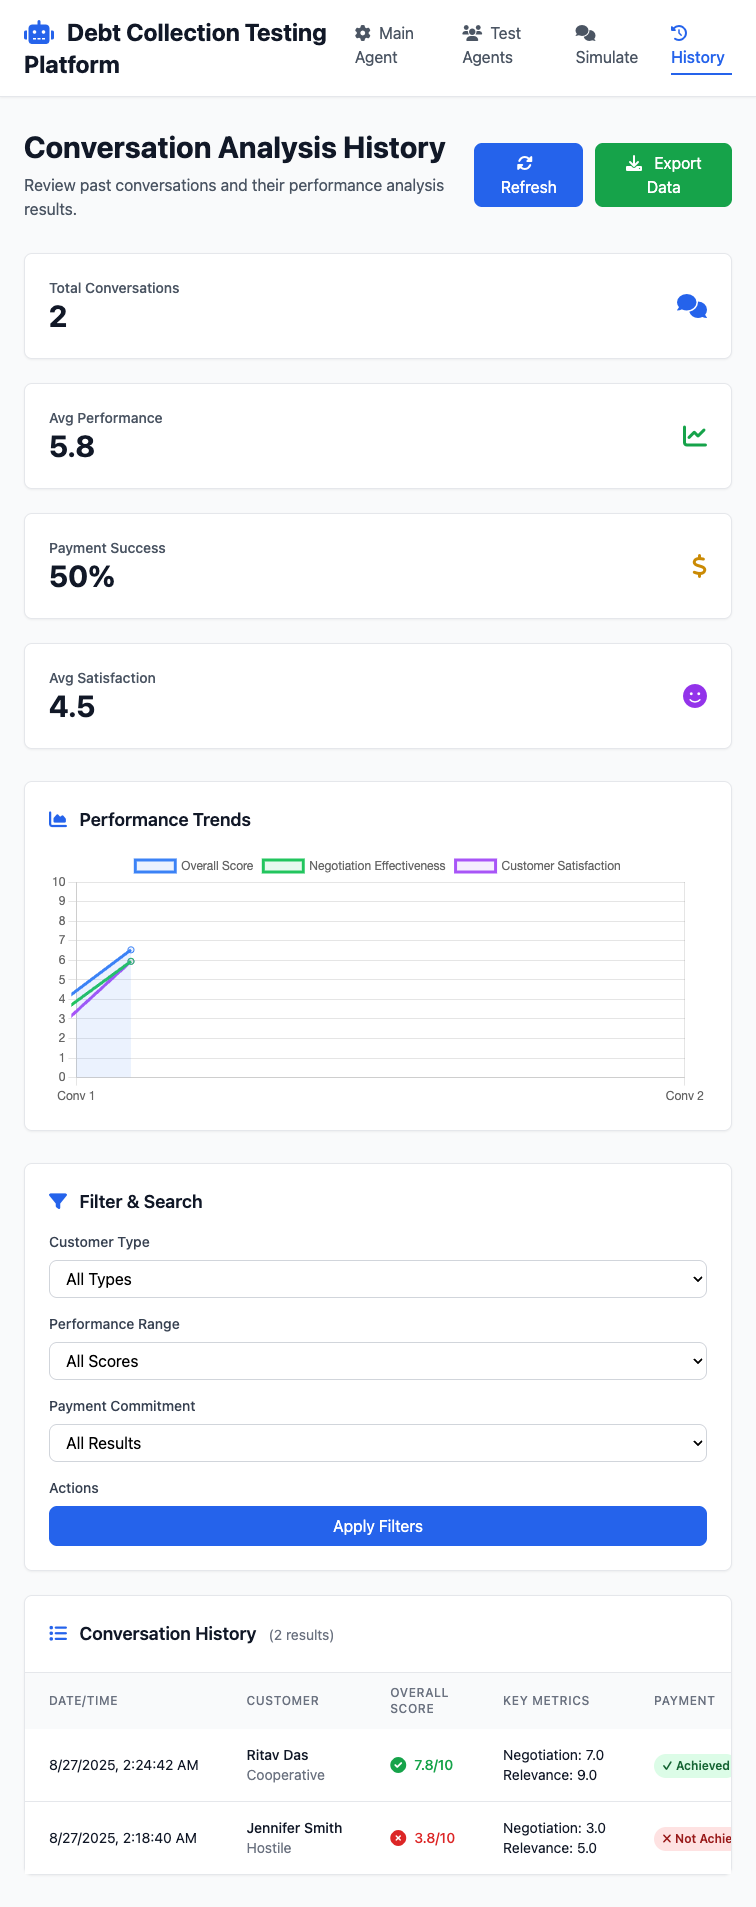 Debt Collection Testing
Platform
Main
Agent
Test
Agents
Simulate
History
Conversation Analysis History
Review past conversations and their performance analysis
results.
Refresh
Export
Data
Total Conversations
2
Avg Performance
5.8
Payment Success
50%
$
Avg Satisfaction
4.5
Performance Trends
Overall Score Negotiation Effectiveness Customer Satisfaction
10
9
8
7
6
5
4
3
2
1
0
Conv 1 Conv 2
Filter & Search
Customer Type
All Types
Performance Range
All Scores
Payment Commitment
All Results
Actions
Apply Filters
Conversation History (2 results)
DATE/TIME CUSTOMER OVERALL SCORE KEY METRICS PAYMENT
8/27/2025, 2:24:42 AM
Ritav Das
Cooperative
7.8/10
Negotiation: 7.0
Relevance: 9.0
Achieved
8/27/2025, 2:18:40 AM
Jennifer Smith
Hostile
3.8/10
Negotiation: 3.0
Relevance: 5.0
Not Achie